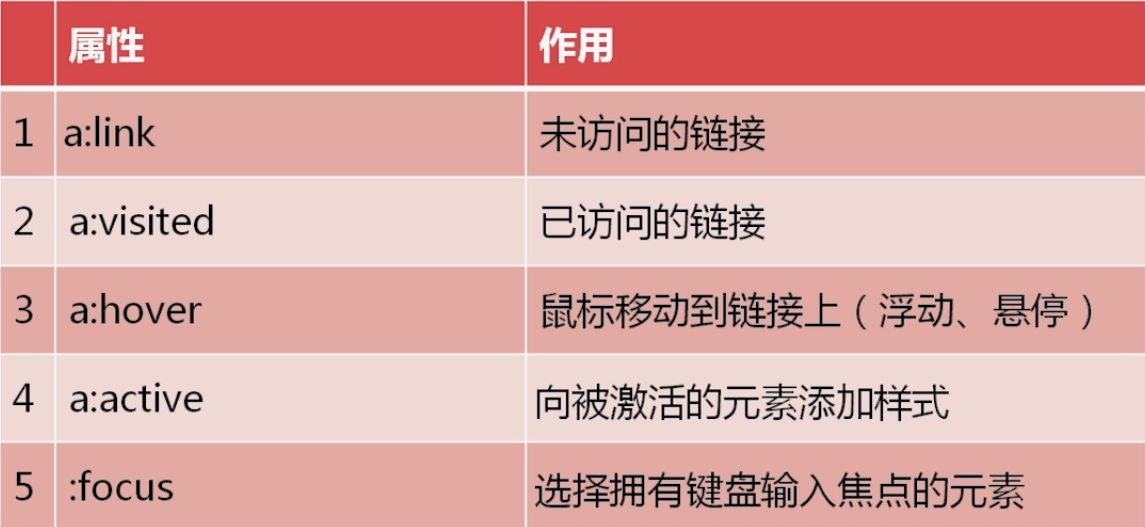 属性 作用
1 a:link 未访问的链接
2 a:visited 已访问的链接
3 a:hover 鼠标移动到链接上（浮动、悬停）
4 a:active 向被激活的元素添加样式
5 :focus 选择拥有键盘输入焦点的元素